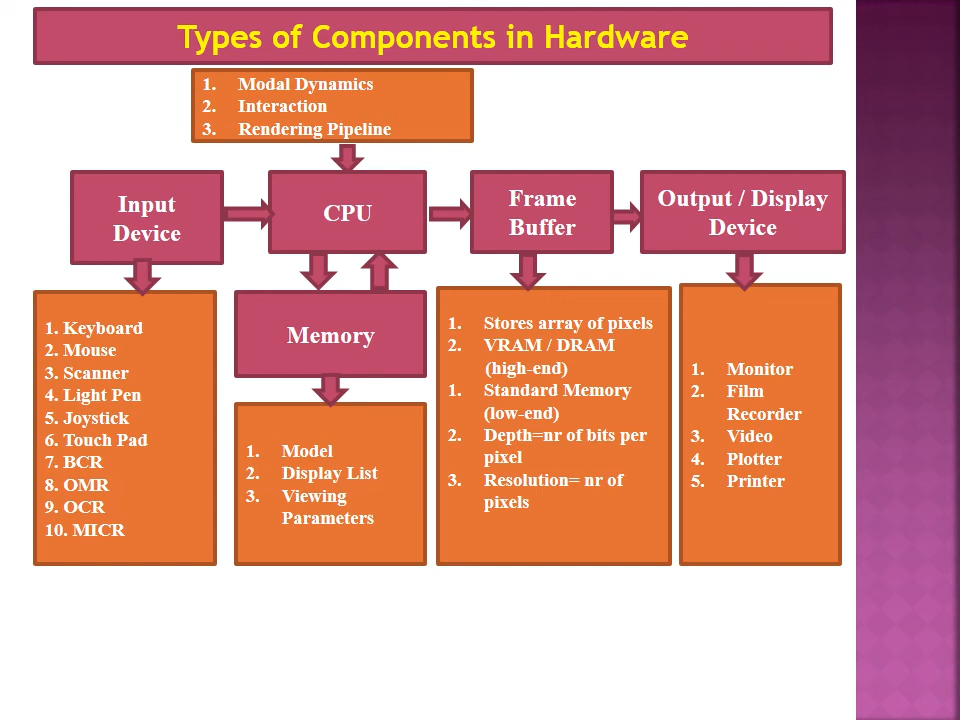 Types of Components in Hardware
1. Modal Dynamics
2. Interaction
3. Rendering Pipeline
Input
Device
CPU
Frame
Buffer
Output / Display
Device
1. Keyboard
2. Mouse
3. Scanner
4. Light Pen
5. Joystick
6. Touch Pad
7. BCR
8. OMR
9. OCR
10. MICR
Memory
1. Model
2. Display List
3. Viewing
Parameters
1. Stores array of pixels
2. VRAM / DRAM
(high-end)
1. Standard Memory
(low-end)
2. Depth=nr of bits per
pixel
3. Resolution= nr of
pixels
1. Monitor
2. Film
Recorder
3. Video
4. Plotter
5. Printer